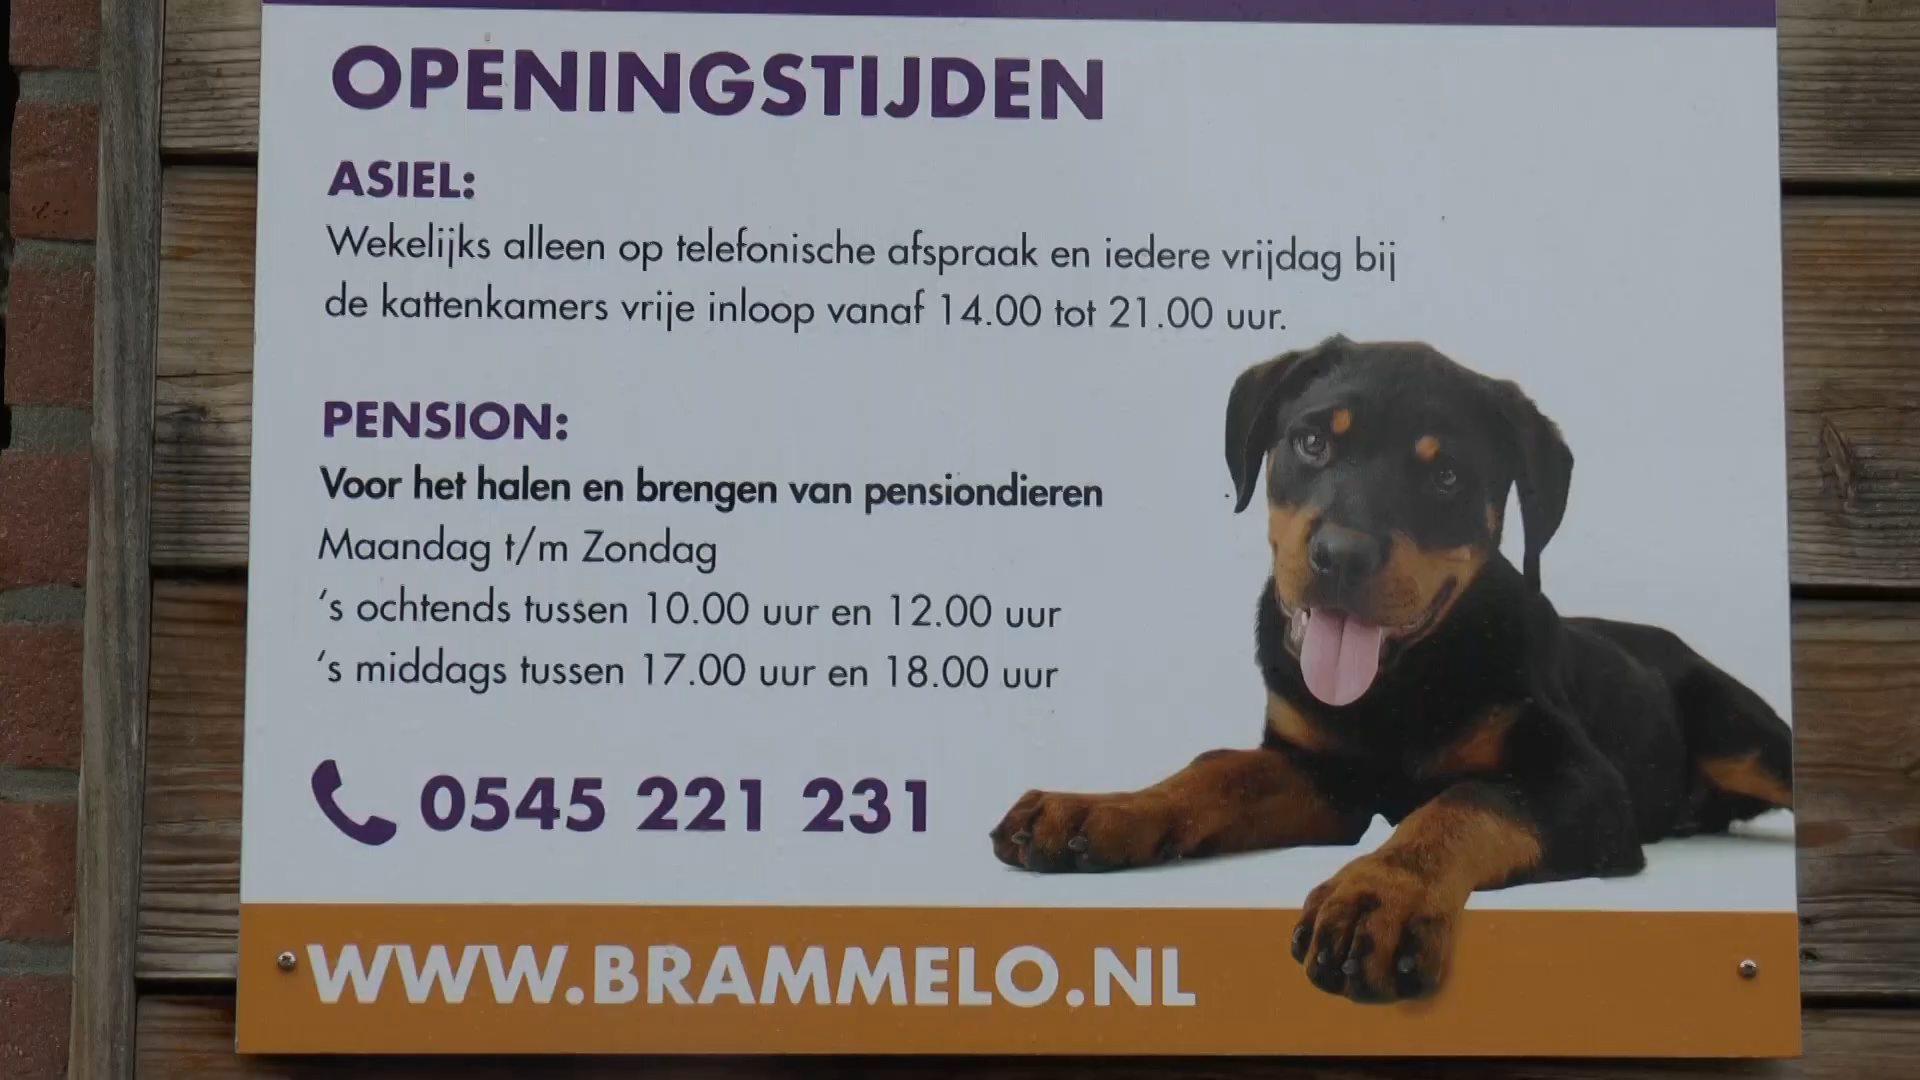 OPENINGSTIJDEN
ASIEL:
Wekelijks alleen op telefonische afspraak en iedere vrijdag bij
de kattenkamers vrije inloop vanaf 14.00 tot 21.00 uur.
PENSION:
Voor het halen en brengen van pensiondieren
Maandag t/m Zondag
‘s ochtends tussen 10.00 uur en 12.00 uur
‘s middags tussen 17.00 uur en 18.00 uur
0545 221 231
WWW.BRAMMELO.NL